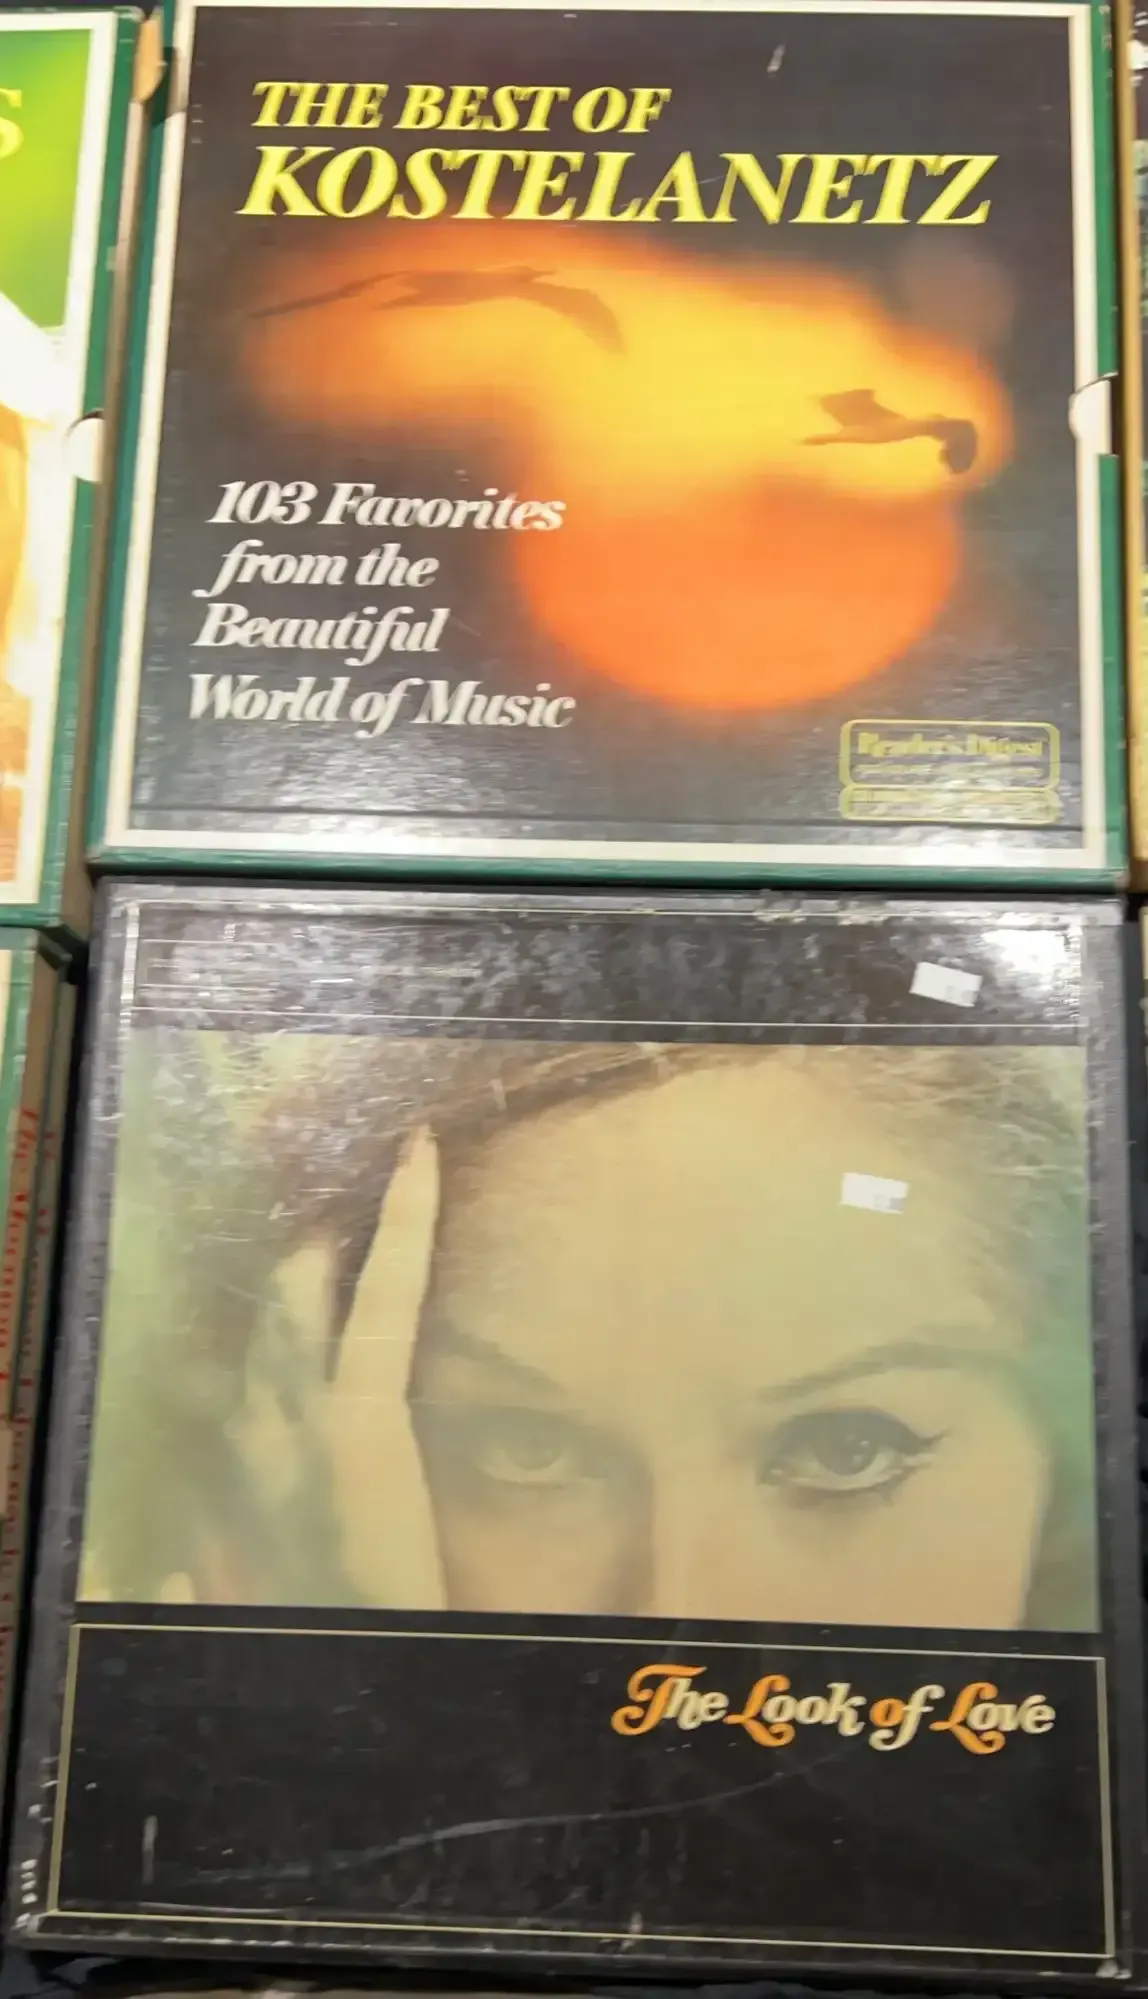 THE BEST OF
KOSTELANETZ
103 Favorites
from the
Beautiful
World of Music
Reader's Digest
The Look of Love
S